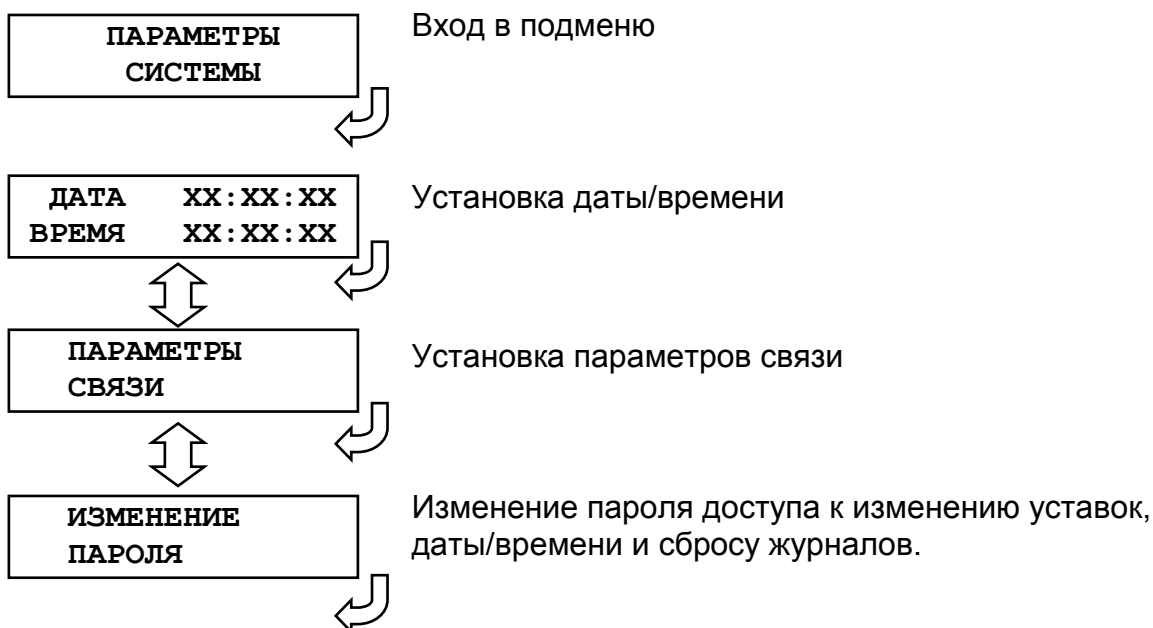 ПАРАМЕТРЫ
СИСТЕМЫ
Вход в подменю
ДАТА XX:XX:XX
ВРЕМЯ XX:XX:XX
Установка даты/времени
ПАРАМЕТРЫ
СВЯЗИ
Установка параметров связи
ИЗМЕНЕНИЕ
ПАРОЛЯ
Изменение пароля доступа к изменению уставок,
даты/времени и сбросу журналов.